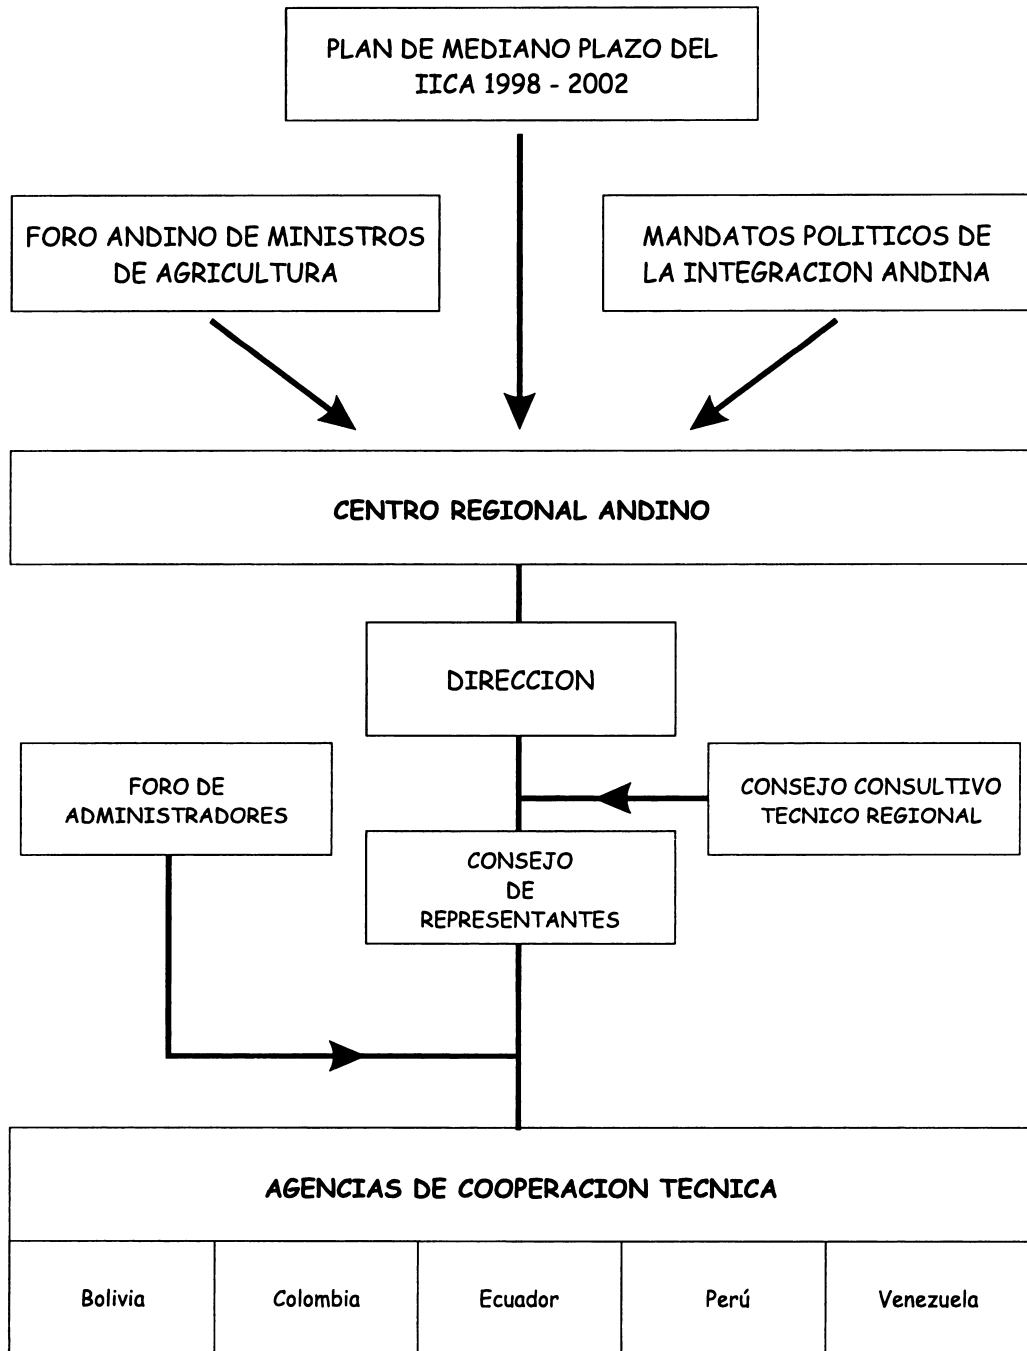 PLAN DE MEDIANO PLAZO DEL
IICA 1998 - 2002
FORO ANDINO DE MINISTROS
DE AGRICULTURA
MANDATOS POLITICOS DE
LA INTEGRACION ANDINA
CENTRO REGIONAL ANDINO
DIRECCION
FORO DE
ADMINISTRADORES
CONSEJO CONSULTIVO
TECNICO REGIONAL
CONSEJO
DE
REPRESENTANTES
AGENCIAS DE COOPERACION TECNICA
Bolivia
Colombia
Ecuador
Perú
Venezuela